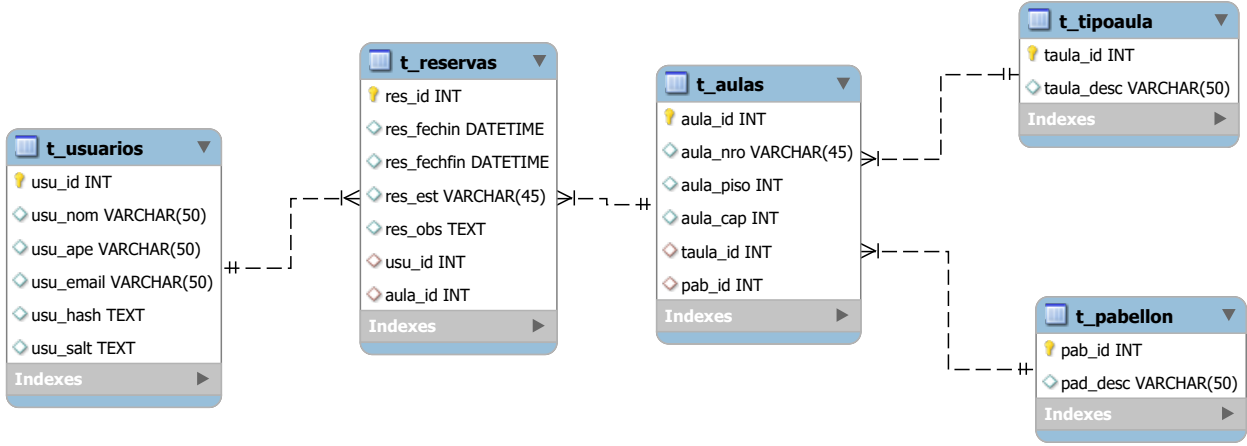 t_usuarios
usu_id INT
usu_nom VARCHAR(50)
usu_ape VARCHAR(50)
usu_email VARCHAR(50)
usu_hash TEXT
usu_salt TEXT
Indexes
t_reservas
res_id INT
res_fechin DATETIME
res_fechfin DATETIME
res_est VARCHAR(45)
res_obs TEXT
usu_id INT
aula_id INT
Indexes
t_aulas
aula_id INT
aula_nro VARCHAR(45)
aula_piso INT
aula_cap INT
taula_id INT
pab_id INT
Indexes
t_tipoaula
taula_id INT
taula_desc VARCHAR(50)
Indexes
t_pabellon
pab_id INT
pad_desc VARCHAR(50)
Indexes